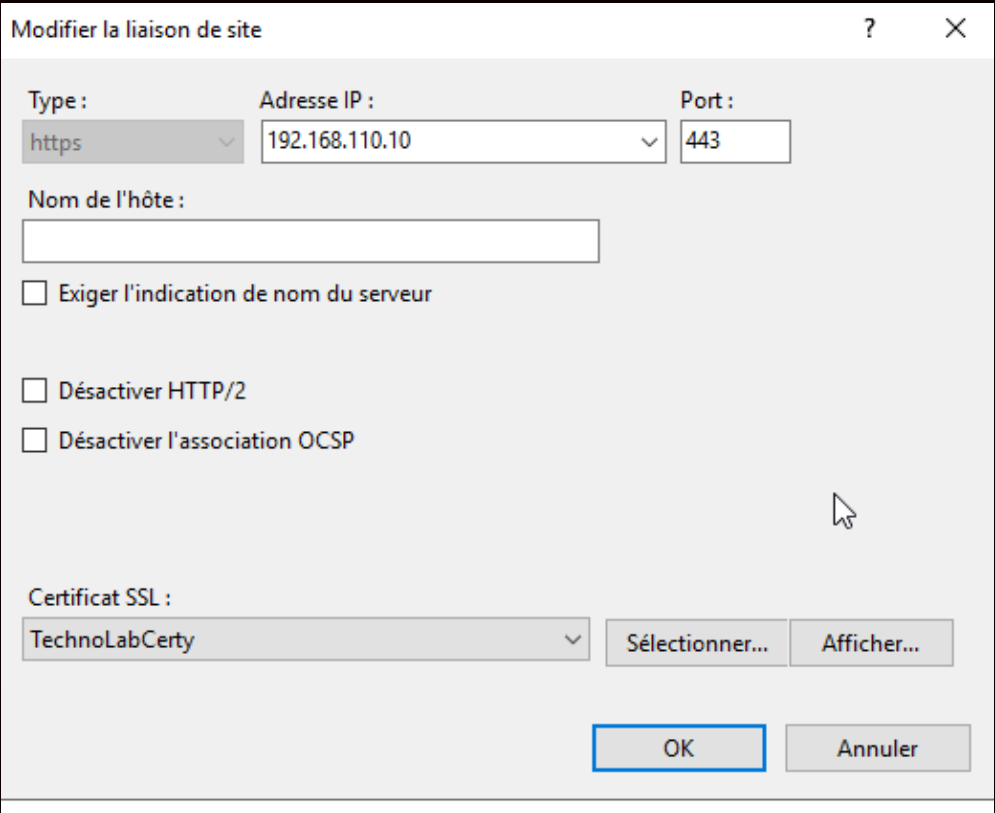 Modifier la liaison de site ?
Type : Adresse IP : Port :
https 192.168.110.10 443
Nom de l'hôte :
Exiger l'indication de nom du serveur
Désactiver HTTP/2
Désactiver l'association OCSP
Certificat SSL :
TechnoLabCerty Sélectionner... Afficher...
OK Annuler